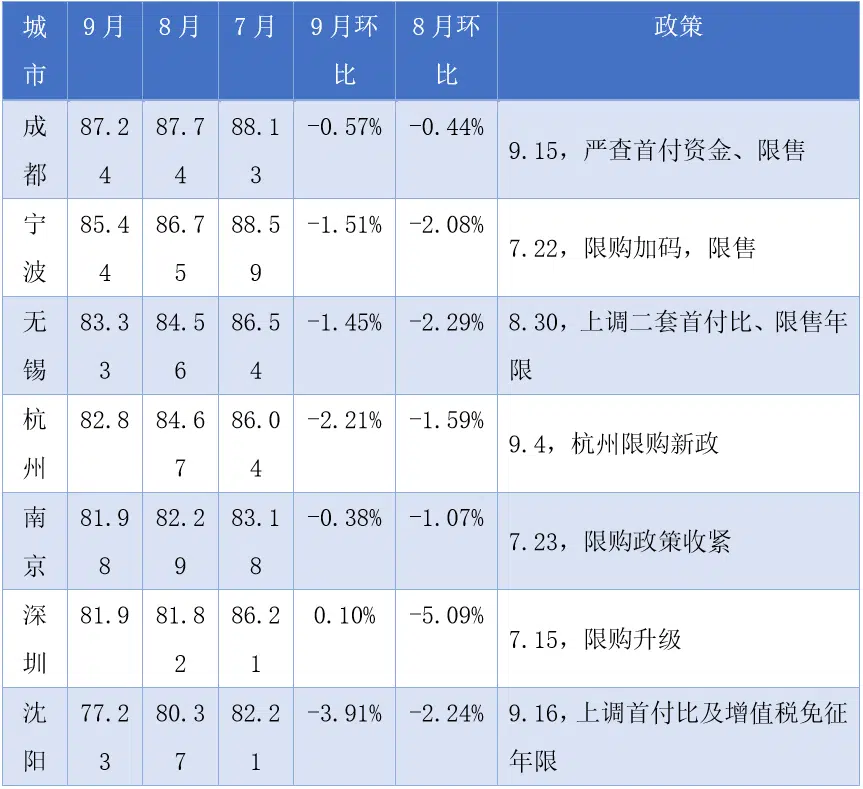 城市 9月 8月 7月 9月环比 8月环比 政策
成都 87.24 87.74 88.13 -0.57% -0.44% 9.15，严查首付资金、限售
宁波 85.44 86.75 88.59 -1.51% -2.08% 7.22，限购加码，限售
无锡 83.33 84.56 86.54 -1.45% -2.29% 8.30，上调二套首付比、限售年限
杭州 82.8 84.67 86.04 -2.21% -1.59% 9.4，杭州限购新政
南京 81.98 82.29 83.18 -0.38% -1.07% 7.23，限购政策收紧
深圳 81.9 81.82 86.21 0.10% -5.09% 7.15，限购升级
沈阳 77.23 80.37 82.21 -3.91% -2.24% 9.16，上调首付比及增值税免征年限